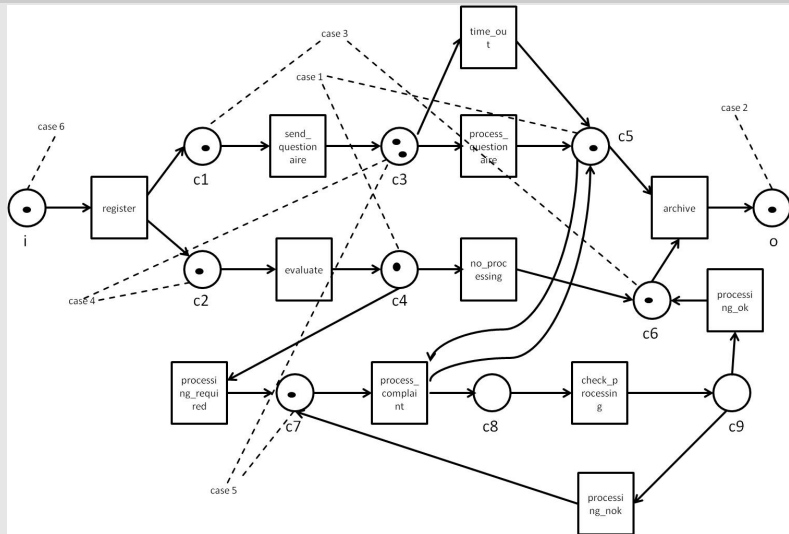 time_ou
t
case 3
case 1
case 6
send_
question
aire
process_
question
aire
c5
case 2
c1
c3
register
archive
i
o
evaluate
no_proc
essing
case 4
c2
c4
c6
processi
ng_ok
processi
ng_requi
red
process_
complai
nt
check_p
rocessin
g
c7
c8
c9
case 5
processi
ng_nok